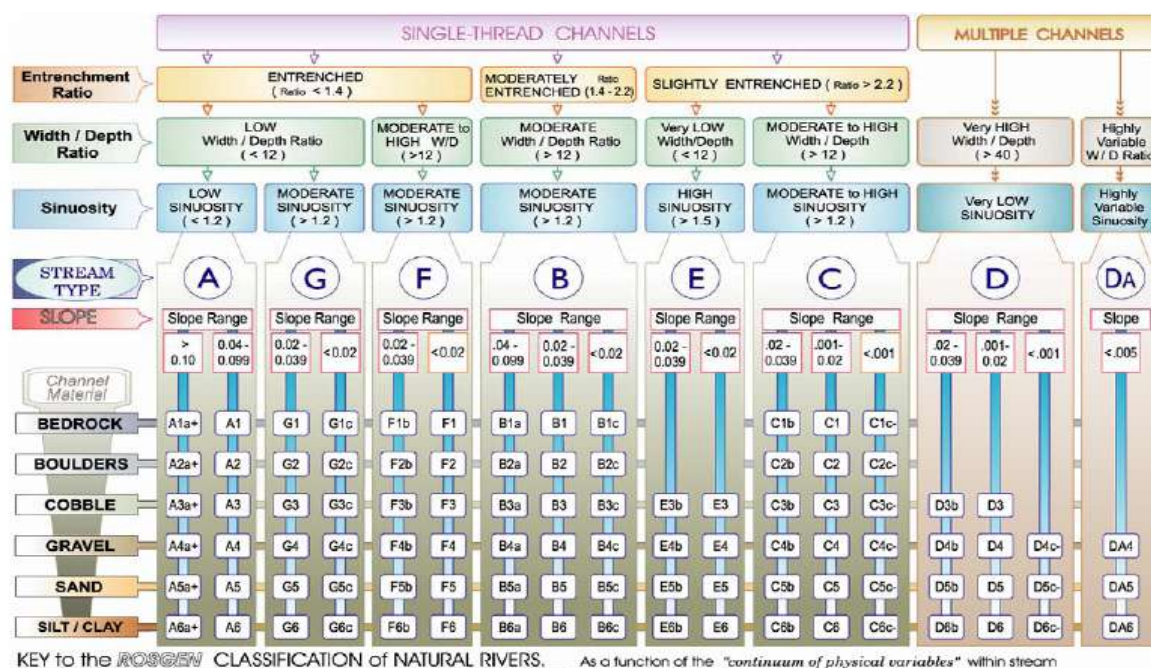 SINGLE-THREAD CHANNELS
MULTIPLE CHANNELS
Entrenchment Ratio
ENTRENCHED
( Ratio < 1.4 )
MODERATELY Ratio
ENTRENCHED (1.4 - 2.2)
SLIGHTLY ENTRENCHED ( Ratio > 2.2 )
Width / Depth Ratio
LOW
Width / Depth Ratio
( < 12 )
MODERATE to
HIGH W/D
( >12 )
MODERATE
Width / Depth Ratio
( > 12 )
Very LOW
Width/Depth
( <12 )
MODERATE to HIGH
Width / Depth
( > 12 )
Very HIGH
Width / Depth
( > 40 )
Highly
Variable
W / D Ratio
Sinuosity
LOW
SINUOSITY
( < 1.2 )
MODERATE
SINUOSITY
( > 1.2 )
MODERATE
SINUOSITY
( > 1.2 )
MODERATE
SINUOSITY
( > 1.2 )
HIGH
SINUOSITY
( > 1.5 )
MODERATE to HIGH
SINUOSITY
( > 1.2 )
Very LOW
SINUOSITY
Highly
Variable
Sinuosity
STREAM
TYPE
A G F B E C D DA
SLOPE
Slope Range Slope Range Slope Range Slope Range Slope Range Slope Range Slope Range Slope
> 0.10
0.04 - 0.099
0.02 - 0.039
<0.02
0.02 - 0.039
<0.02
.04 - 0.099
0.02 - 0.039
<0.02
0.02 - 0.039
<0.02
.02 - 0.039
.001- 0.02
<.001
.02 - 0.039
.001- 0.02
<.001
<.005
Channel
Material
BEDROCK A1a+ A1 G1 G1c F1b F1 B1a B1 B1c C1b C1 C1c-
BOULDERS A2a+ A2 G2 G2c F2b F2 B2a B2 B2c C2b C2 C2c-
COBBLE A3a+ A3 G3 G3c F3b F3 B3a B3 B3c E3b E3 C3b C3 C3c- D3b D3
GRAVEL A4a+ A4 G4 G4c F4b F4 B4a B4 B4c E4b E4 C4b C4 C4c- D4b D4 D4c- DA4
SAND A5a+ A5 G5 G5c F5b F5 B5a B5 B5c E5b E5 C5b C5 C5c- D5b D5 D5c- DA5
SILT / CLAY A6a+ A6 G6 G6c F6b F6 B6a B6 B6c E6b E6 C6b C6 C6c- D6b D6 D6c- DA6
KEY to the ROSGEN CLASSIFICATION of NATURAL RIVERS. As a function of the "continuum of physical variables" within stream